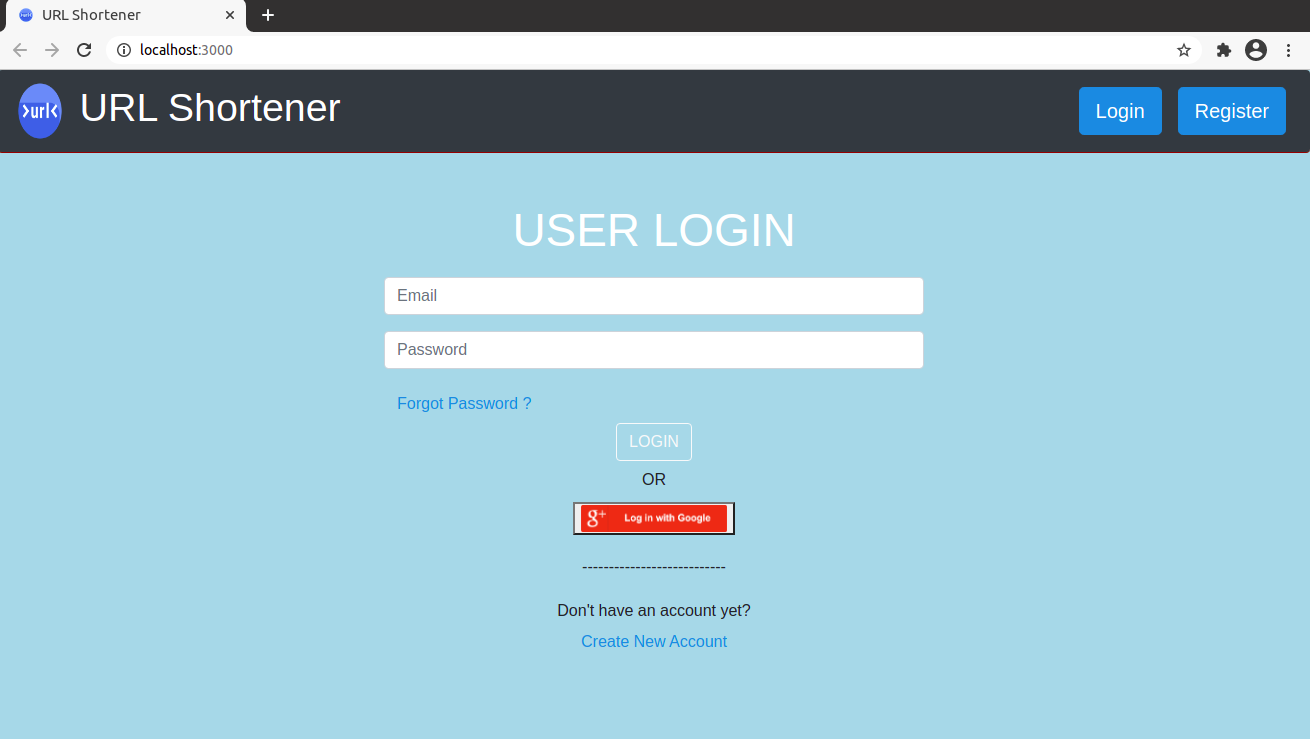 URL Shortener
localhost:3000
>url<
URL Shortener
Login
Register
USER LOGIN
Email
Password
Forgot Password ?
LOGIN
OR
g+ Log in with Google
---------------------------
Don't have an account yet?
Create New Account